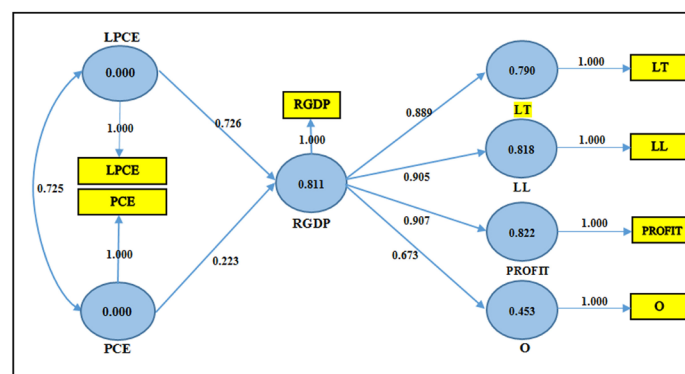 LPCE
0.000
1.000
LPCE
PCE
1.000
0.000
PCE
0.725
0.726
0.223
RGDP
1.000
0.811
RGDP
0.889
0.905
0.907
0.673
0.790
LT
1.000
LT
0.818
LL
1.000
LL
0.822
PROFIT
1.000
PROFIT
0.453
O
1.000
O